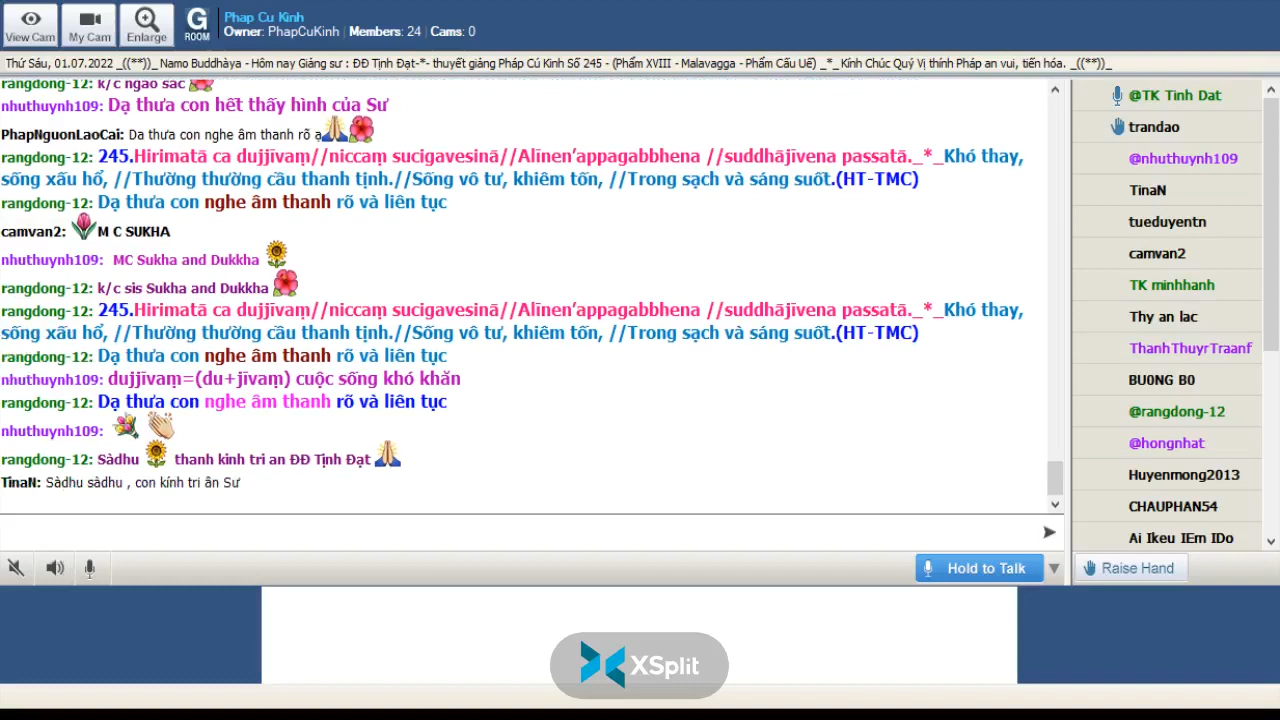 View Cam
My Cam
Enlarge
G
ROOM
Phap Cu Kinh
Owner: PhapCuKinh | Members: 24 | Cams: 0
Thứ Sáu, 01.07.2022 _((**))_ Namo Buddhàya - Hôm nay Giảng sư : ĐĐ Tịnh Đạt-*- thuyết giảng Pháp Cú Kinh Số 245 - (Phẩm XVIII - Malavagga - Phẩm Cấu Uế) _*_ Kính Chúc Quý Vị thính Pháp an vui, tiến hóa. _((**))_
rangdong-12: k/c ngao sac
nhuthuynh109: Dạ thưa con hết thấy hình của Sư
PhapNguonLaoCai: Da thưa con nghe âm thanh rõ ạ
rangdong-12: 245.Hirimatā ca dujjīvaṃ//niccaṃ sucigavesinā//Alīnen’appagabbhena //suddhājīvena passatā._*_Khó thay,
sống xấu hổ, //Thường thường cầu thanh tịnh.//Sống vô tư, khiêm tốn, //Trong sạch và sáng suốt.(HT-TMC)
rangdong-12: Dạ thưa con nghe âm thanh rõ và liên tục
camvan2: M C SUKHA
nhuthuynh109: MC Sukha and Dukkha
rangdong-12: k/c sis Sukha and Dukkha
rangdong-12: 245.Hirimatā ca dujjīvaṃ//niccaṃ sucigavesinā//Alīnen’appagabbhena //suddhājīvena passatā._*_Khó thay,
sống xấu hổ, //Thường thường cầu thanh tịnh.//Sống vô tư, khiêm tốn, //Trong sạch và sáng suốt.(HT-TMC)
rangdong-12: Dạ thưa con nghe âm thanh rõ và liên tục
nhuthuynh109: dujjīvaṃ=(du+jīvaṃ) cuộc sống khó khăn
rangdong-12: Dạ thưa con nghe âm thanh rõ và liên tục
nhuthuynh109:
rangdong-12: Sàdhu thanh kinh tri an ĐĐ Tịnh Đạt
TinaN: Sàdhu sàdhu , con kính tri ân Sư
Hold to Talk
@TK Tinh Dat
trandao
@nhuthuynh109
TinaN
tueduyentn
camvan2
TK minhhanh
Thy an lac
ThanhThuyrTraanf
BU0NG B0
@rangdong-12
@hongnhat
Huyenmong2013
CHAUPHAN54
Ai Ikeu IEm IDo
Raise Hand
XSplit